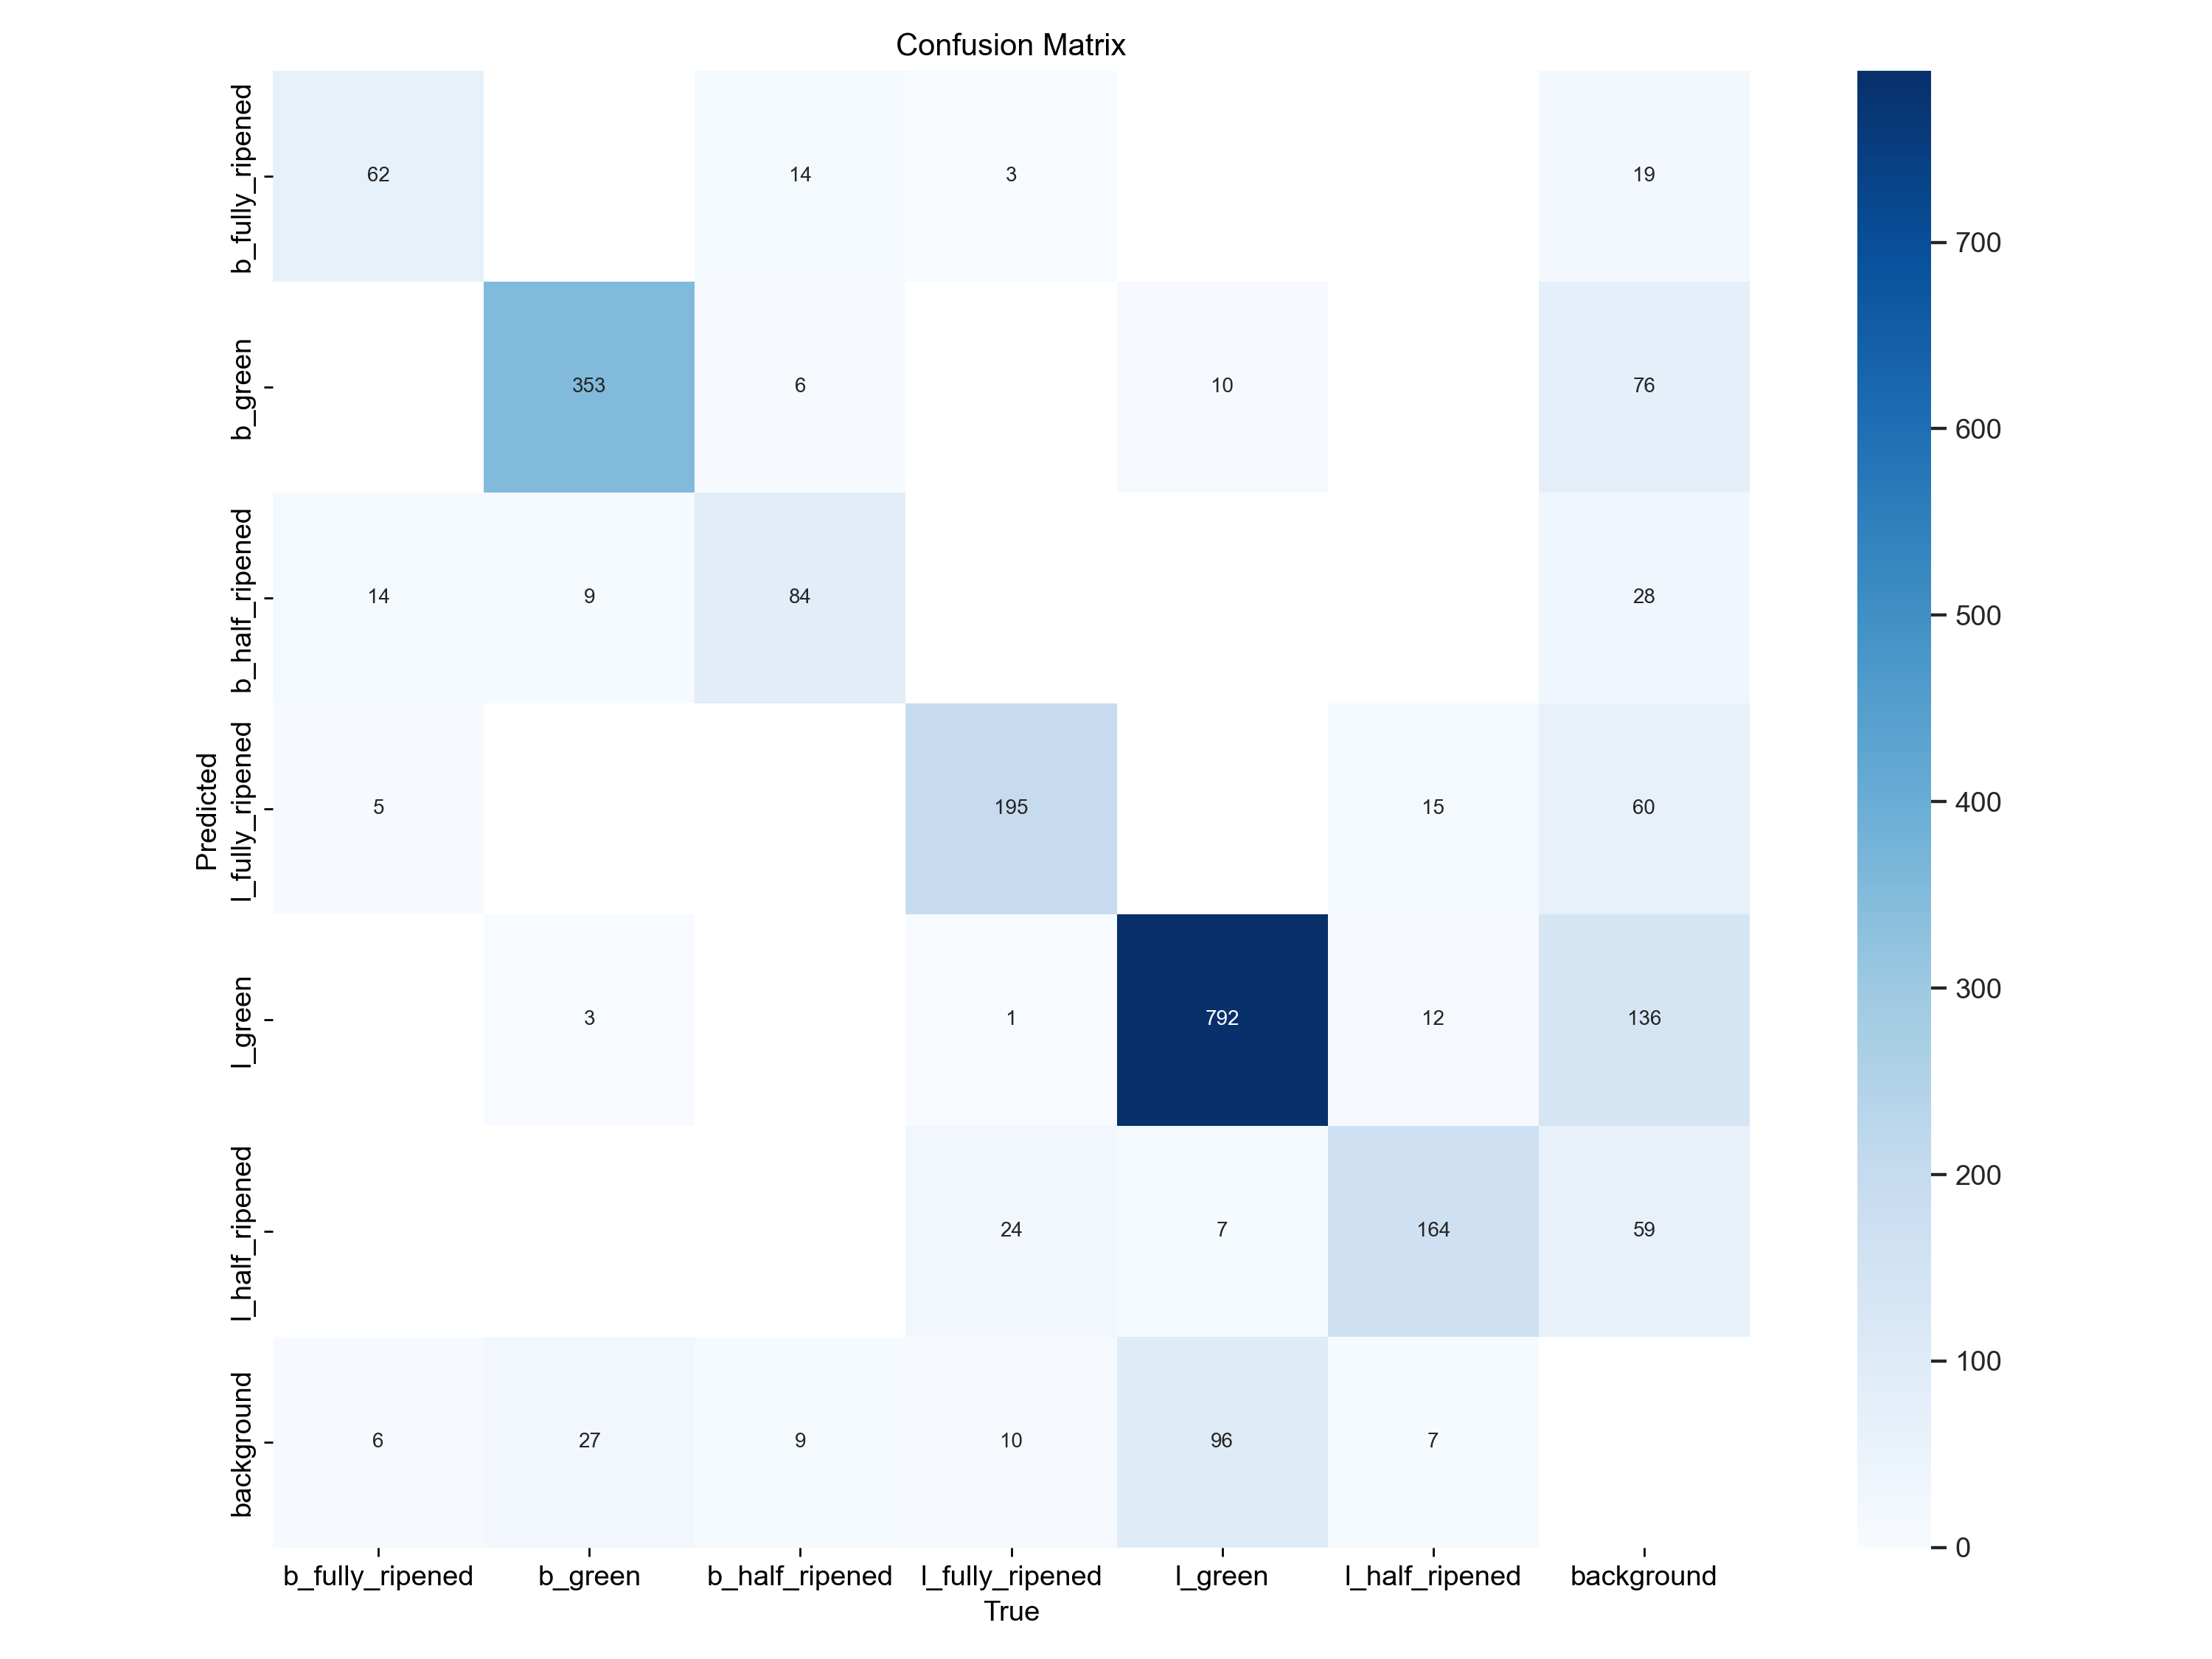 Confusion Matrix
b_fully_ripened
62 14 3 19
b_green
353 6 10 76
b_half_ripened
14 9 84 28
l_fully_ripened
5 195 15 60
l_green
3 1 792 12 136
l_half_ripened
24 7 164 59
background
6 27 9 10 96 7
Predicted
b_fully_ripened b_green b_half_ripened l_fully_ripened l_green l_half_ripened background
True
700
600
500
400
300
200
100
0